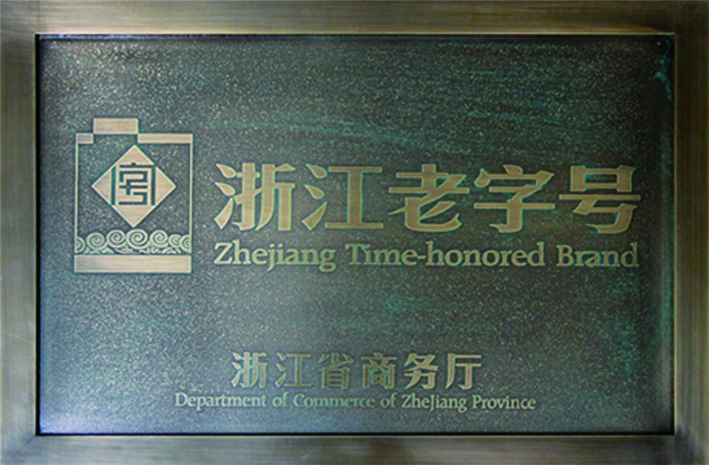 浙江老字号
Zhejiang Time-honored Brand
浙江省商务厅
Department of Commerce of ZheJiang Province